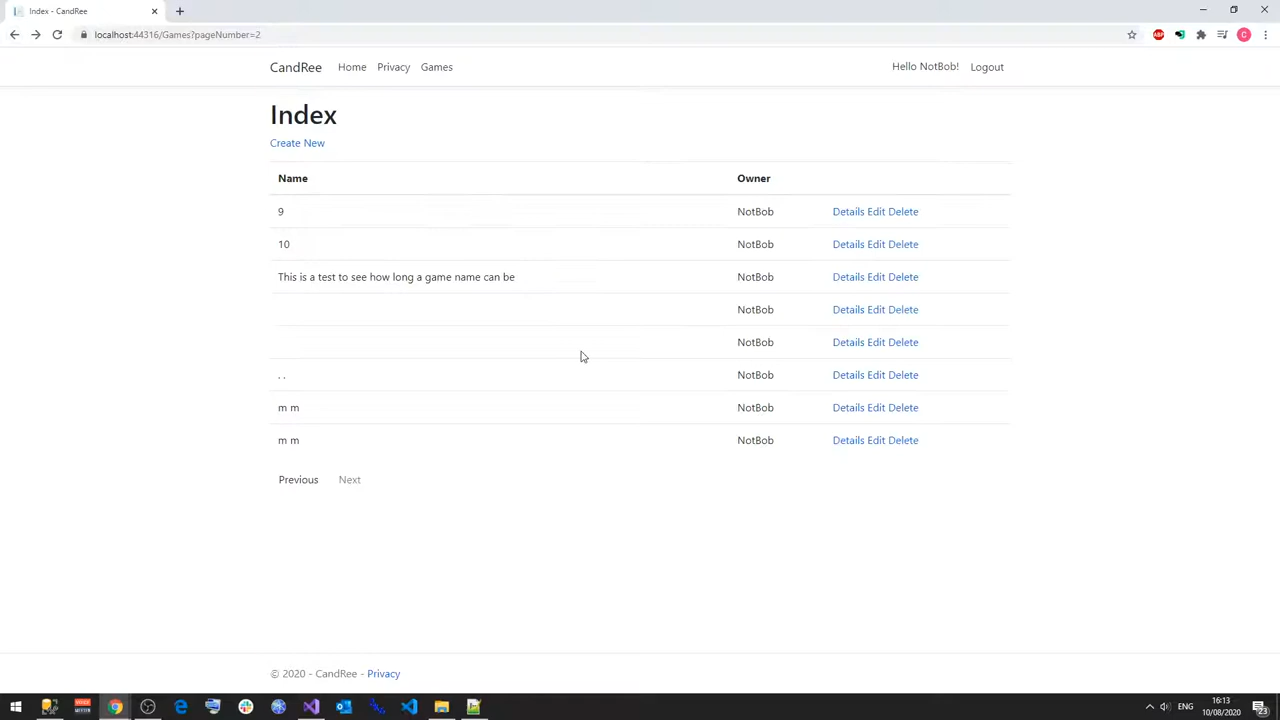 Index - CandRee
localhost:44316/Games?pageNumber=2
ABP
C
CandRee Home Privacy Games Hello NotBob! Logout
Index
Create New
Name Owner
9 NotBob Details Edit Delete
10 NotBob Details Edit Delete
This is a test to see how long a game name can be NotBob Details Edit Delete
NotBob Details Edit Delete
NotBob Details Edit Delete
. . NotBob Details Edit Delete
m m NotBob Details Edit Delete
m m NotBob Details Edit Delete
Previous Next
© 2020 - CandRee - Privacy
ENG
16:13
10/08/2020
23